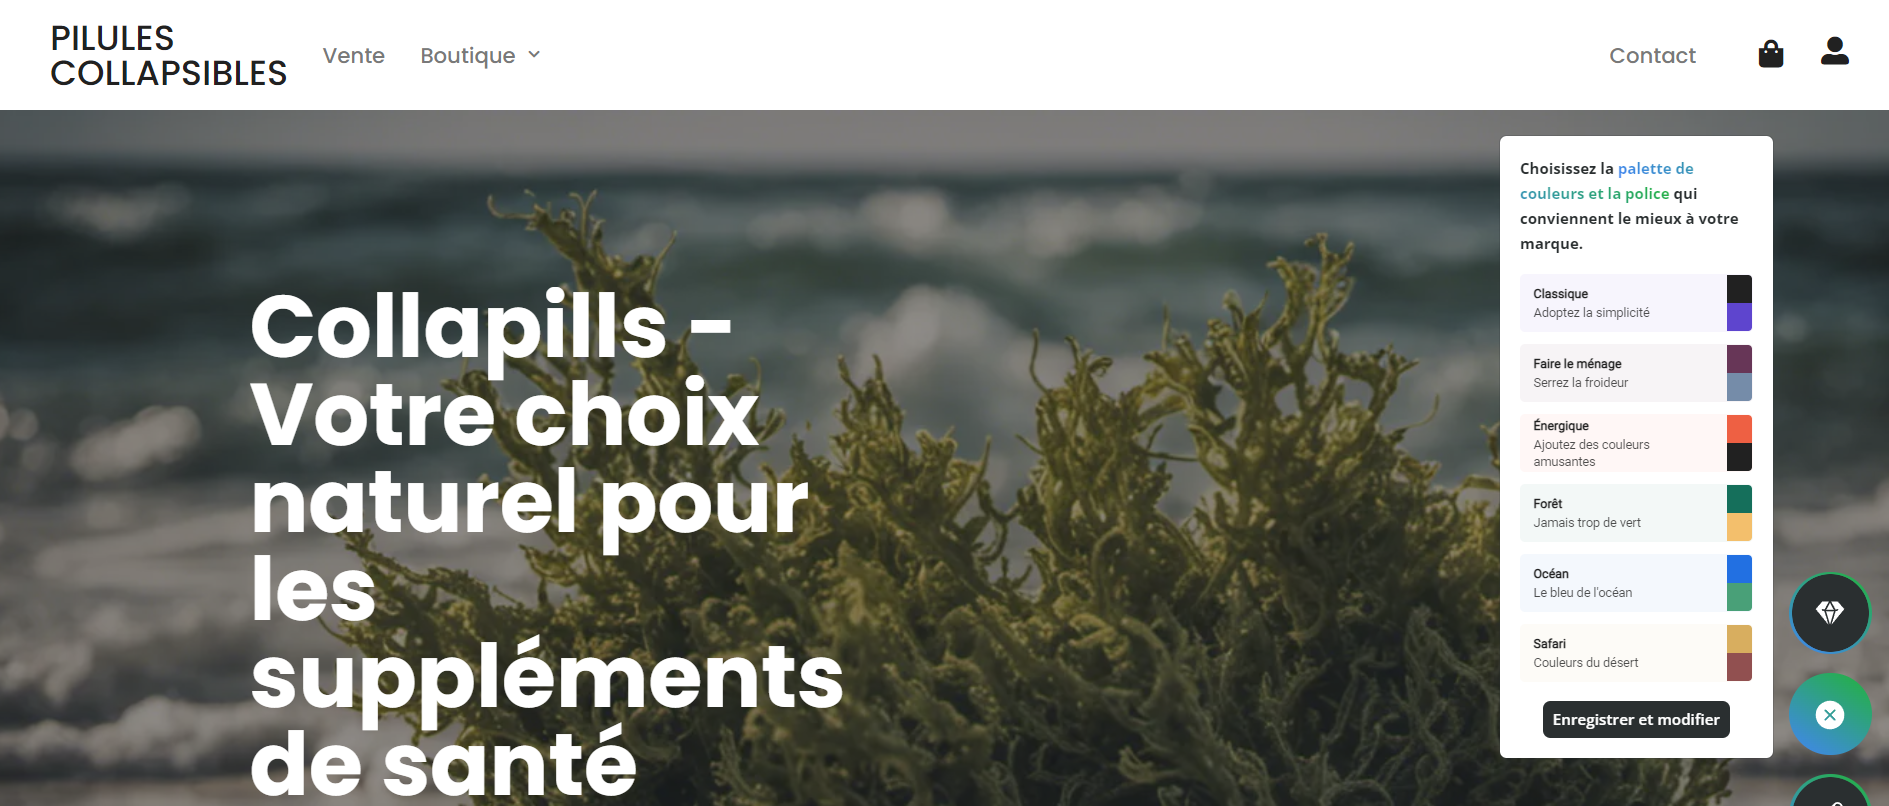 PILULES
COLLAPSIBLES
Vente
Boutique
Contact
Collapills -
Votre choix
naturel pour
les
suppléments
de santé
Choisissez la palette de
couleurs et la police qui
conviennent le mieux à votre
marque.
Classique
Adoptez la simplicité
Faire le ménage
Serrez la froideur
Énergique
Ajoutez des couleurs
amusantes
Forêt
Jamais trop de vert
Océan
Le bleu de l'océan
Safari
Couleurs du désert
Enregistrer et modifier